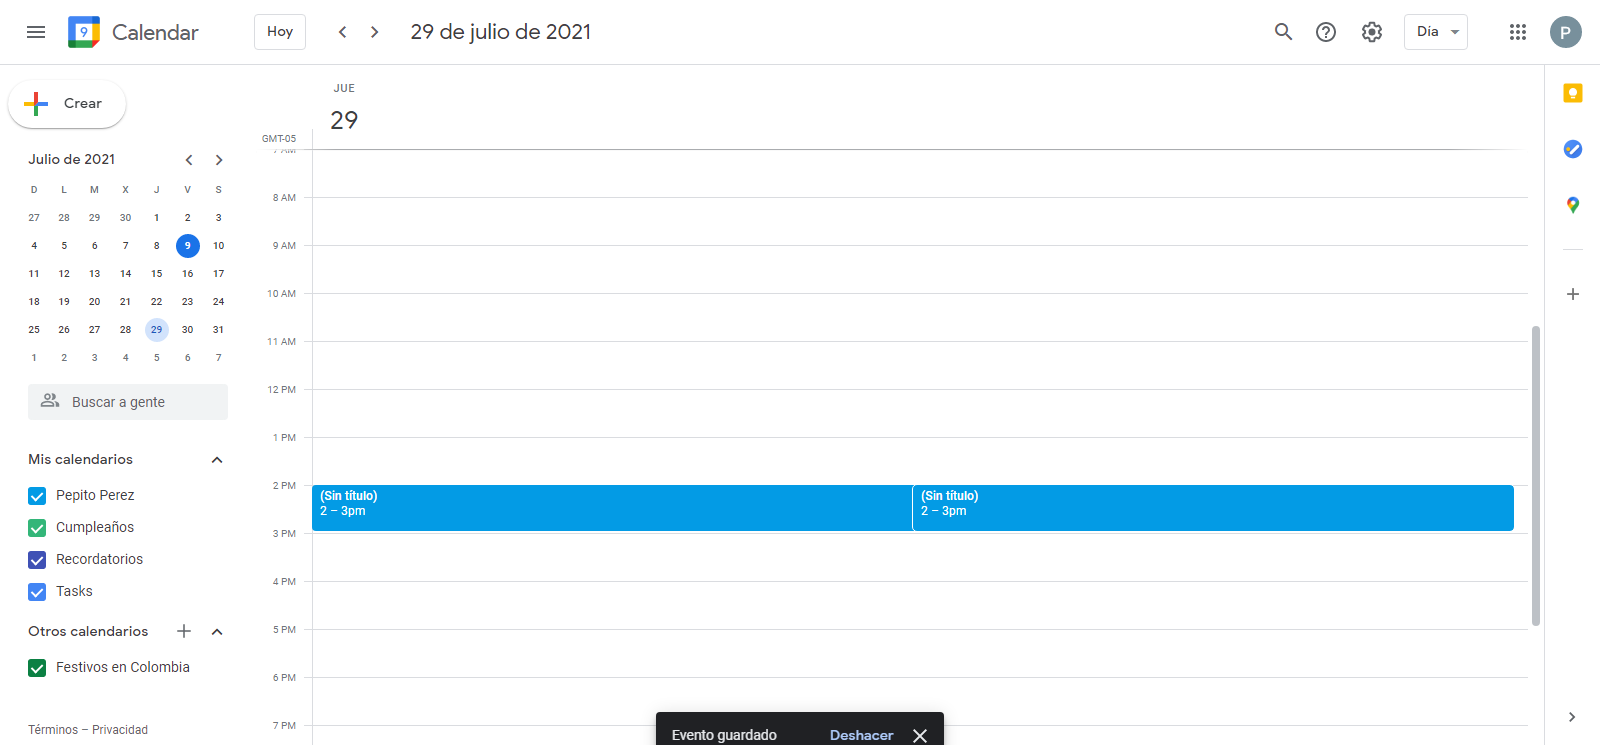 9 Calendar
Hoy
29 de julio de 2021
Día
P
Crear
JUE
29
GMT-05
Julio de 2021
D L M X J V S
27 28 29 30 1 2 3
4 5 6 7 8 9 10
11 12 13 14 15 16 17
18 19 20 21 22 23 24
25 26 27 28 29 30 31
1 2 3 4 5 6 7
Buscar a gente
Mis calendarios
Pepito Perez
Cumpleaños
Recordatorios
Tasks
Otros calendarios
Festivos en Colombia
Términos – Privacidad
7 AM
8 AM
9 AM
10 AM
11 AM
12 PM
1 PM
2 PM
(Sin título)
2 – 3pm
(Sin título)
2 – 3pm
3 PM
4 PM
5 PM
6 PM
7 PM
Evento guardado Deshacer